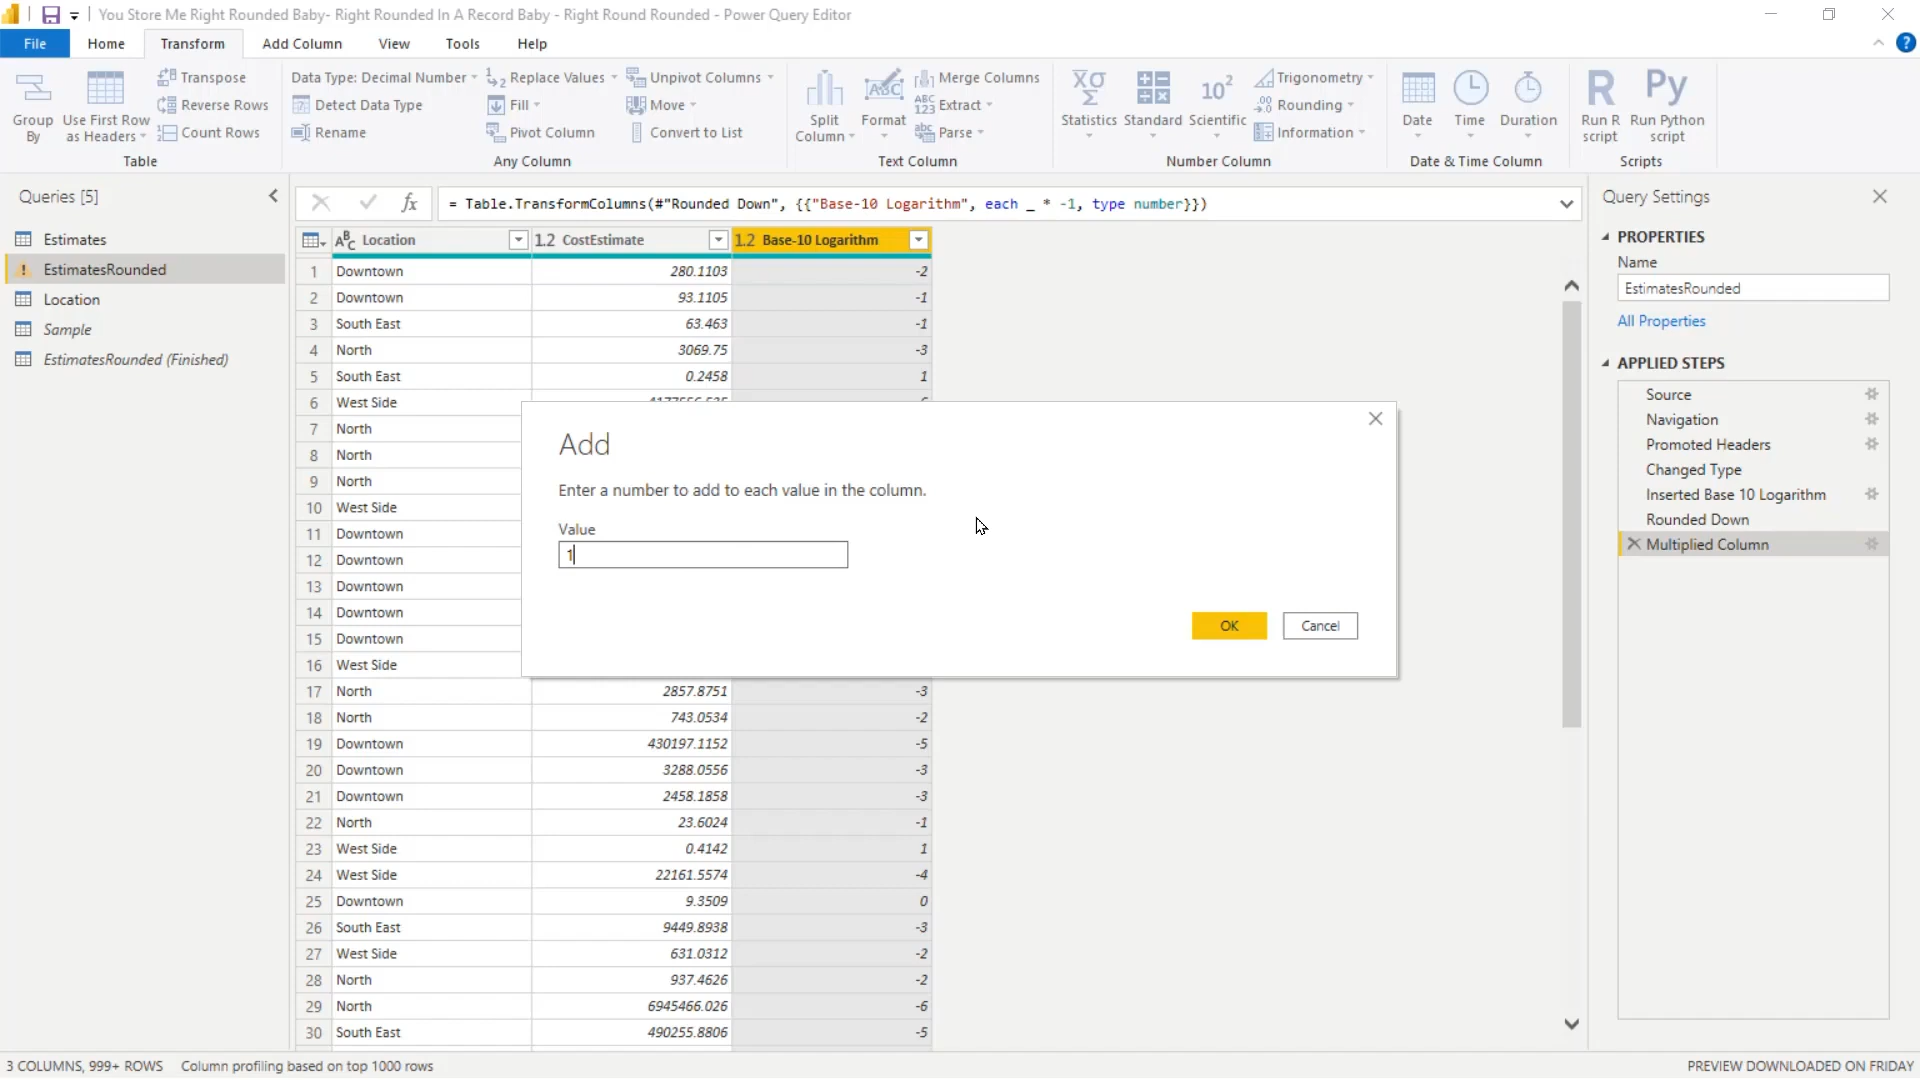 You Store Me Right Rounded Baby- Right Rounded In A Record Baby - Right Round Rounded - Power Query Editor
File Home Transform Add Column View Tools Help
Group By
Use First Row as Headers
Transpose
Reverse Rows
Count Rows
Table
Data Type: Decimal Number
Detect Data Type
Rename
Replace Values
Fill
Pivot Column
Unpivot Columns
Move
Convert to List
Any Column
Split Column
Format
Merge Columns
Extract
Parse
Text Column
Statistics
Standard
Scientific
Trigonometry
Rounding
Information
Number Column
Date
Time
Duration
Date & Time Column
Run R script
Run Python script
Scripts
Queries [5]
Estimates
EstimatesRounded
Location
Sample
EstimatesRounded (Finished)
= Table.TransformColumns(#"Rounded Down", {{"Base-10 Logarithm", each _ * -1, type number}})
Location 1.2 CostEstimate 1.2 Base-10 Logarithm
1 Downtown 280.1103 -2
2 Downtown 93.1105 -1
3 South East 63.463 -1
4 North 3069.75 -3
5 South East 0.2458 1
6 West Side
7 North
8 North
9 North
10 West Side
11 Downtown
12 Downtown
13 Downtown
14 Downtown
15 Downtown
16 West Side
17 North 2857.8751 -3
18 North 743.0534 -2
19 Downtown 430197.1152 -5
20 Downtown 3288.0556 -3
21 Downtown 2458.1858 -3
22 North 23.6024 -1
23 West Side 0.4142 1
24 West Side 22161.5574 -4
25 Downtown 9.3509 0
26 South East 9449.8938 -3
27 West Side 631.0312 -2
28 North 937.4626 -2
29 North 6945466.026 -6
30 South East 490255.8806 -5
Add
Enter a number to add to each value in the column.
Value
1
OK Cancel
Query Settings
PROPERTIES
Name
EstimatesRounded
All Properties
APPLIED STEPS
Source
Navigation
Promoted Headers
Changed Type
Inserted Base 10 Logarithm
Rounded Down
Multiplied Column
3 COLUMNS, 999+ ROWS Column profiling based on top 1000 rows
PREVIEW DOWNLOADED ON FRIDAY